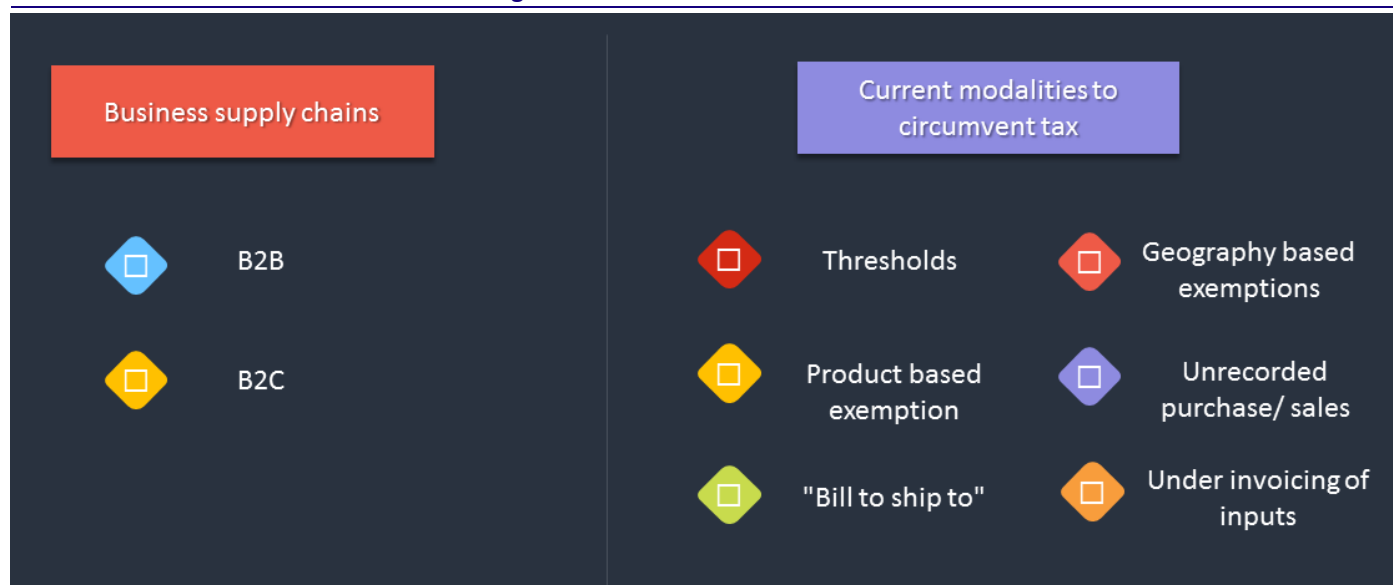 Business supply chains
B2B
B2C
Current modalities to
circumvent tax
Thresholds
Geography based
exemptions
Product based
exemption
Unrecorded
purchase/ sales
"Bill to ship to"
Under invoicing of
inputs